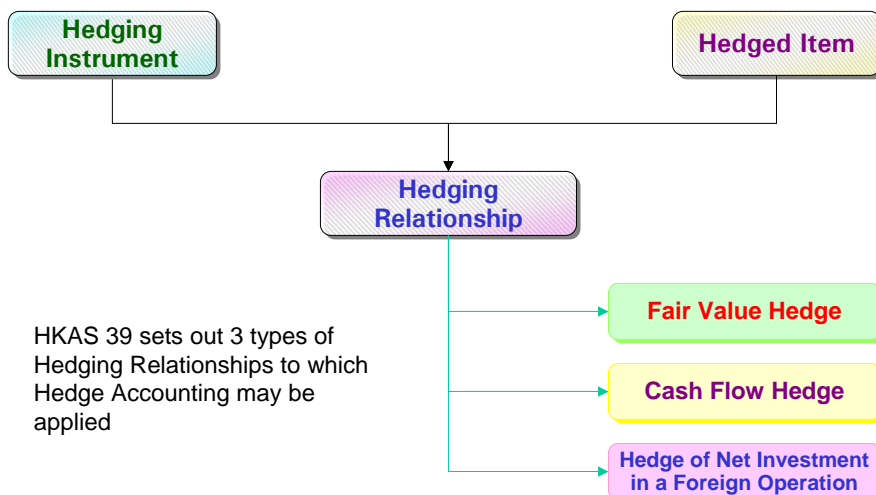 Hedging
Instrument
Hedged Item
Hedging
Relationship
Fair Value Hedge
HKAS 39 sets out 3 types of
Hedging Relationships to which
Hedge Accounting may be
applied
Cash Flow Hedge
Hedge of Net Investment
in a Foreign Operation